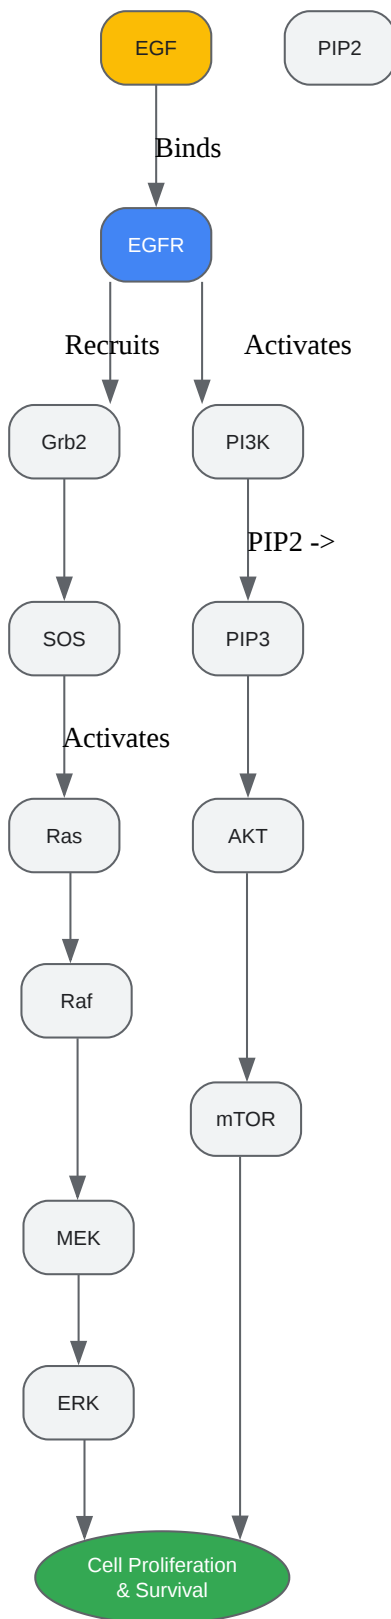 EGF
PIP2
Binds
EGFR
Recruits
Activates
Grb2
PI3K
PIP2 ->
SOS
PIP3
Activates
Ras
AKT
Raf
mTOR
MEK
ERK
Cell Proliferation
& Survival